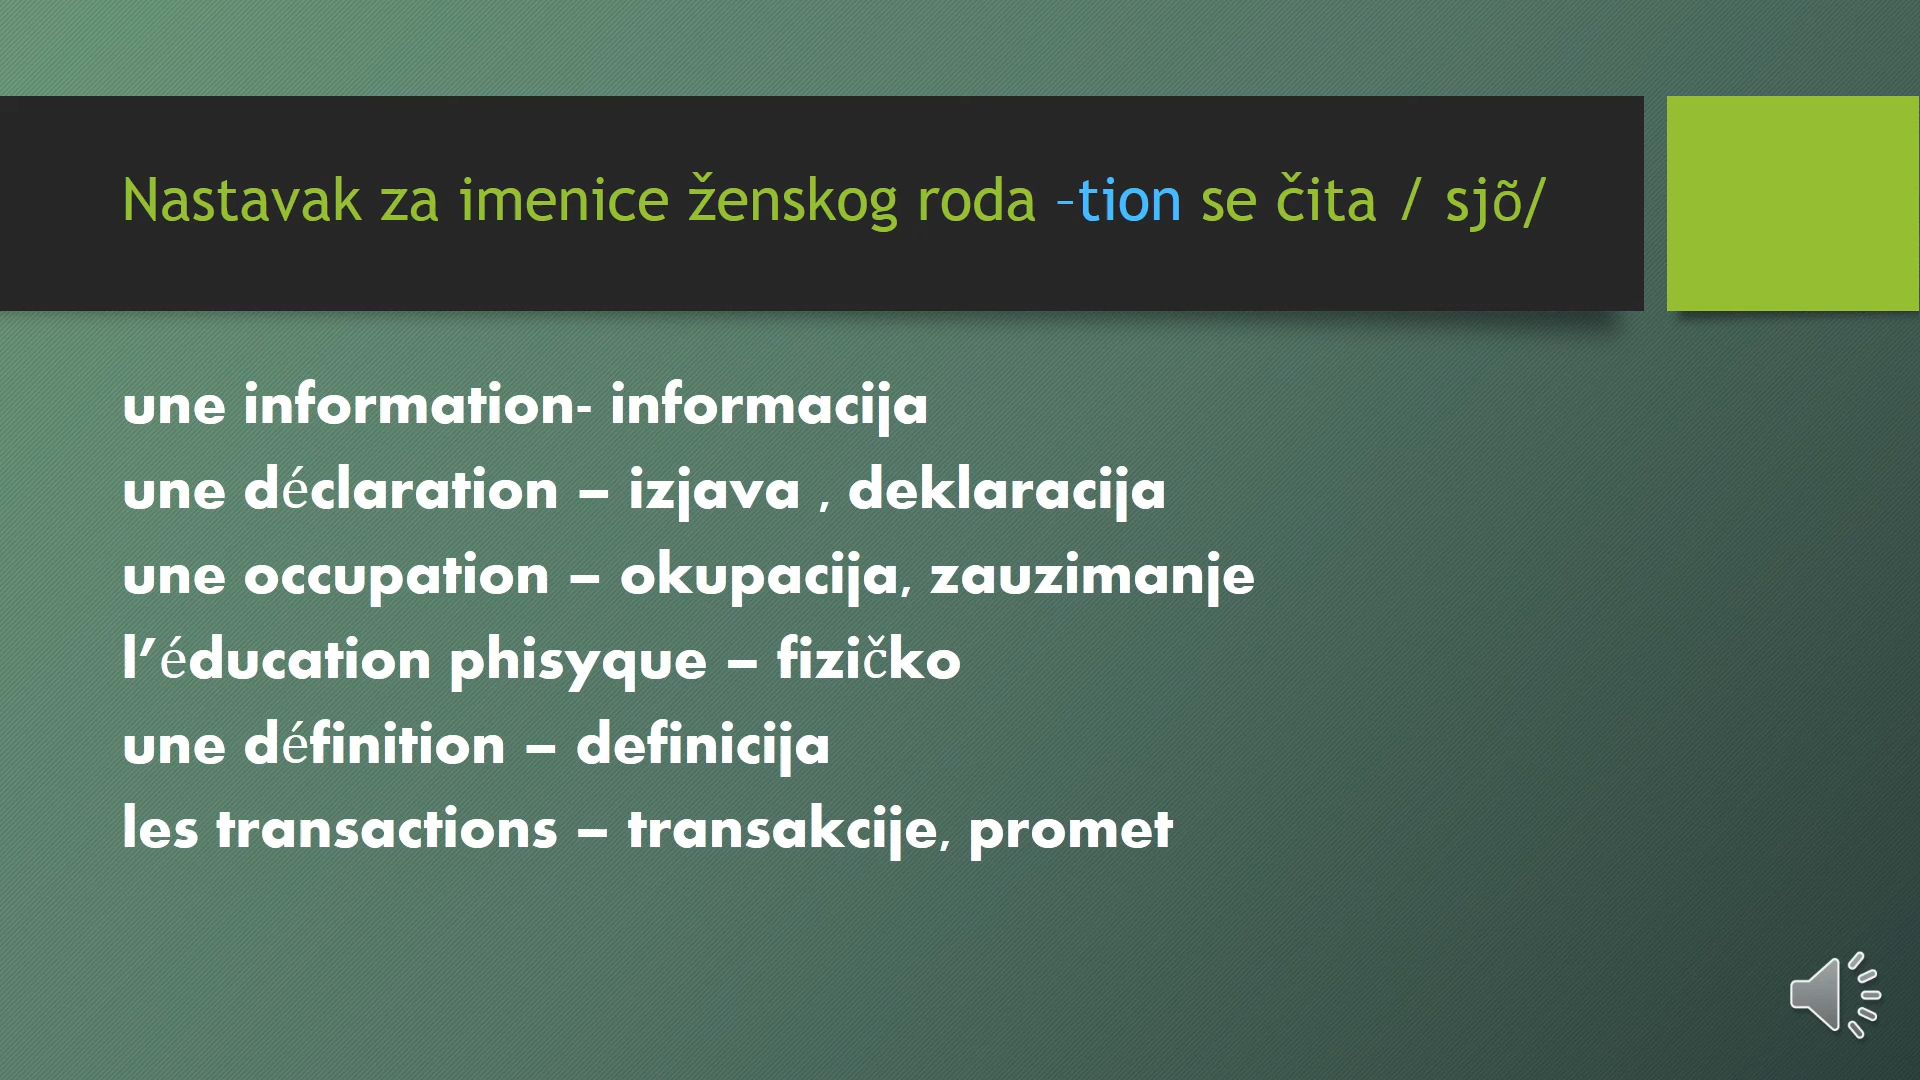 Nastavak za imenice ženskog roda -tion se čita / sjõ/
une information- informacija
une déclaration – izjava , deklaracija
une occupation – okupacija, zauzimanje
l’éducation phisyque – fizičko
une définition – definicija
les transactions – transakcije, promet